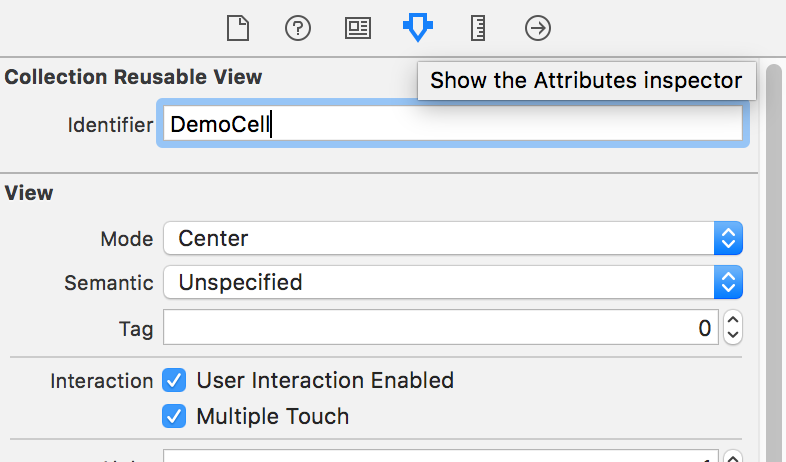 Collection Reusable View
Show the Attributes inspector
Identifier DemoCell
View
Mode Center
Semantic Unspecified
Tag 0
Interaction User Interaction Enabled
Multiple Touch